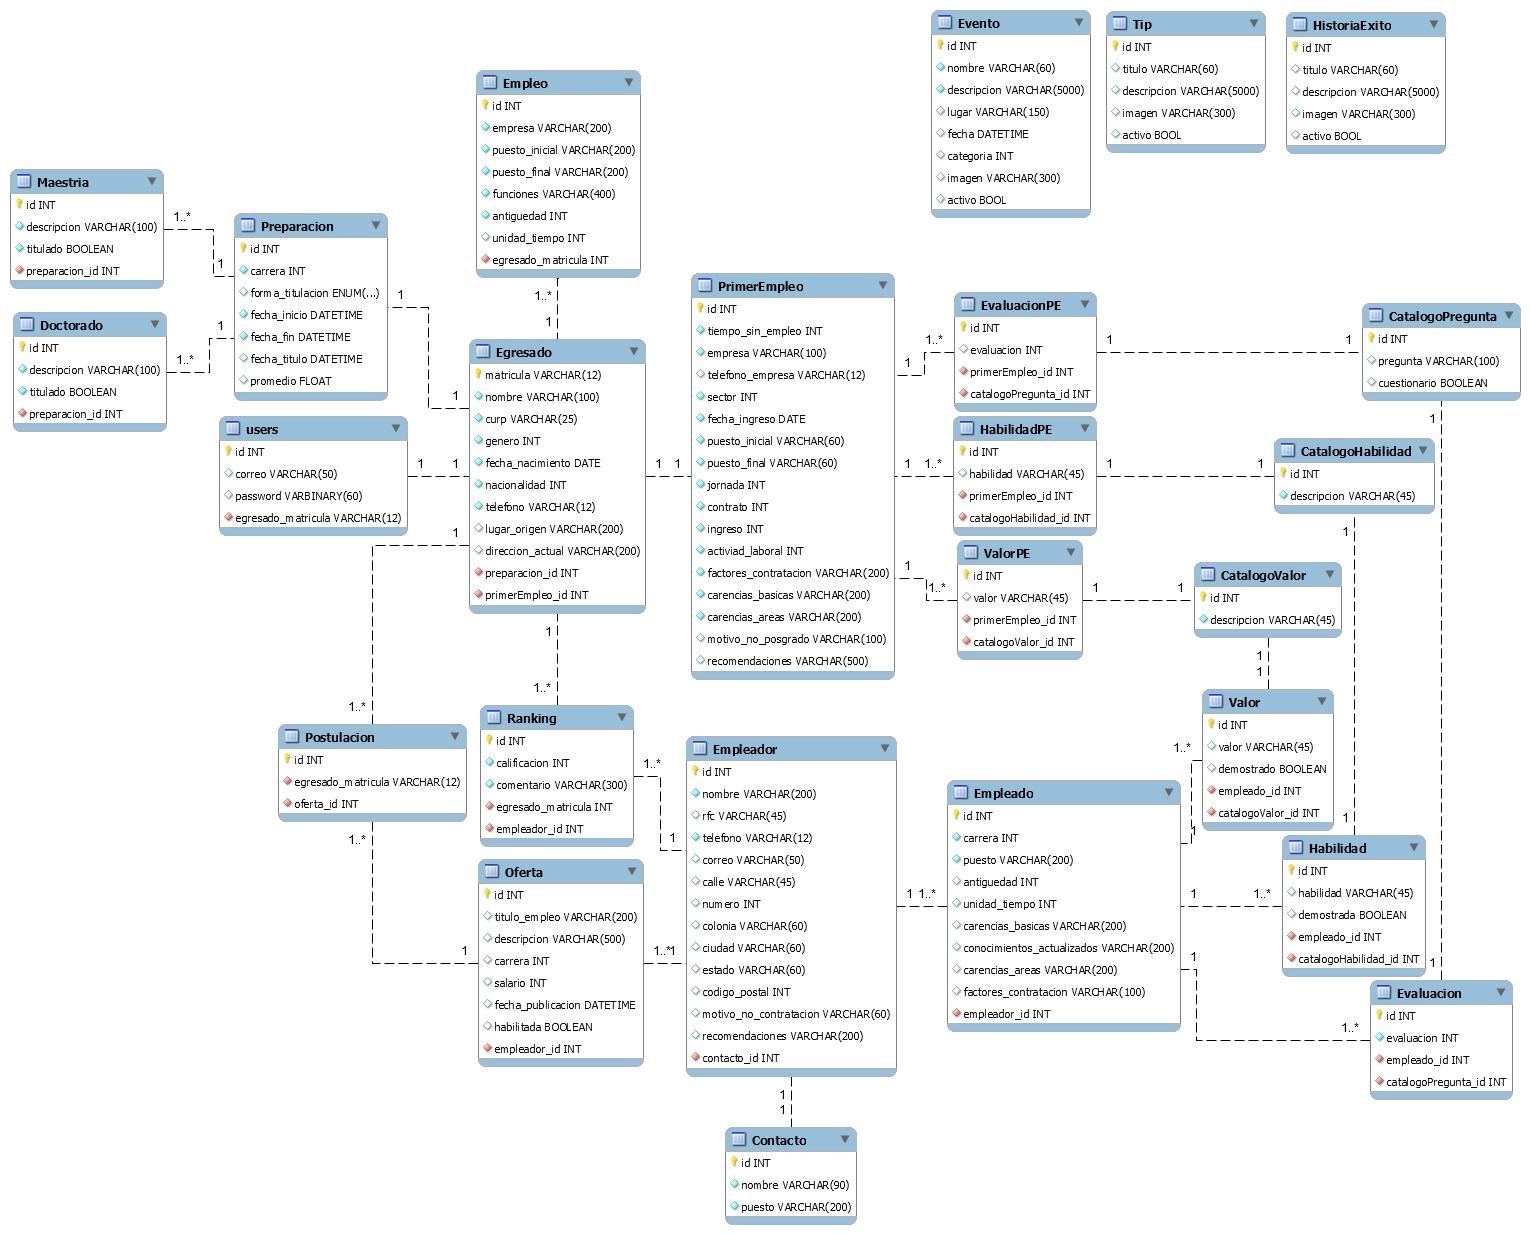 Evento
id INT
nombre VARCHAR(60)
descripcion VARCHAR(5000)
lugar VARCHAR(150)
fecha DATETIME
categoria INT
imagen VARCHAR(300)
activo BOOL
Tip
id INT
titulo VARCHAR(60)
descripcion VARCHAR(5000)
imagen VARCHAR(300)
activo BOOL
HistoriaExito
id INT
titulo VARCHAR(60)
descripcion VARCHAR(5000)
imagen VARCHAR(300)
activo BOOL
Empleo
id INT
empresa VARCHAR(200)
puesto_inicial VARCHAR(200)
puesto_final VARCHAR(200)
funciones VARCHAR(400)
antiguedad INT
unidad_tiempo INT
egresado_matricula INT
1..*
1
Maestria
id INT
descripcion VARCHAR(100)
titulado BOOLEAN
preparacion_id INT
1..*
1
Preparacion
id INT
carrera INT
forma_titulacion ENUM(...)
fecha_inicio DATETIME
fecha_fin DATETIME
fecha_titulo DATETIME
promedio FLOAT
1
1
Doctorado
id INT
descripcion VARCHAR(100)
titulado BOOLEAN
preparacion_id INT
1..*
1
users
id INT
correo VARCHAR(50)
password VARBINARY(60)
egresado_matricula VARCHAR(12)
1
1
Egresado
matricula VARCHAR(12)
nombre VARCHAR(100)
curp VARCHAR(25)
genero INT
fecha_nacimiento DATE
nacionalidad INT
telefono VARCHAR(12)
lugar_origen VARCHAR(200)
direccion_actual VARCHAR(200)
preparacion_id INT
primerEmpleo_id INT
1
1
PrimerEmpleo
id INT
tiempo_sin_empleo INT
empresa VARCHAR(100)
telefono_empresa VARCHAR(12)
sector INT
fecha_ingreso DATE
puesto_inicial VARCHAR(60)
puesto_final VARCHAR(60)
jornada INT
contrato INT
ingreso INT
activiad_laboral INT
factores_contratacion VARCHAR(200)
carencias_basicas VARCHAR(200)
carencias_areas VARCHAR(200)
motivo_no_posgrado VARCHAR(100)
recomendaciones VARCHAR(500)
1
1..*
EvaluacionPE
id INT
evaluacion INT
primerEmpleo_id INT
catalogoPregunta_id INT
1
1
CatalogoPregunta
id INT
pregunta VARCHAR(100)
cuestionario BOOLEAN
1
1
1
1..*
HabilidadPE
id INT
habilidad VARCHAR(45)
primerEmpleo_id INT
catalogoHabilidad_id INT
1
1
CatalogoHabilidad
id INT
descripcion VARCHAR(45)
1
1
1
1..*
ValorPE
id INT
valor VARCHAR(45)
primerEmpleo_id INT
catalogoValor_id INT
1
1
CatalogoValor
id INT
descripcion VARCHAR(45)
1
1
1
1..*
Postulacion
id INT
egresado_matricula VARCHAR(12)
oferta_id INT
1..*
1
1
1..*
Ranking
id INT
calificacion INT
comentario VARCHAR(300)
egresado_matricula INT
empleador_id INT
1..*
1
Oferta
id INT
titulo_empleo VARCHAR(200)
descripcion VARCHAR(500)
carrera INT
salario INT
fecha_publicacion DATETIME
habilitada BOOLEAN
empleador_id INT
1..*
1
Empleador
id INT
nombre VARCHAR(200)
rfc VARCHAR(45)
telefono VARCHAR(12)
correo VARCHAR(50)
calle VARCHAR(45)
numero INT
colonia VARCHAR(60)
ciudad VARCHAR(60)
estado VARCHAR(60)
codigo_postal INT
motivo_no_contratacion VARCHAR(60)
recomendaciones VARCHAR(200)
contacto_id INT
1
1
Contacto
id INT
nombre VARCHAR(90)
puesto VARCHAR(200)
1
1..*
Empleado
id INT
carrera INT
puesto VARCHAR(200)
antiguedad INT
unidad_tiempo INT
carencias_basicas VARCHAR(200)
conocimientos_actualizados VARCHAR(200)
carencias_areas VARCHAR(200)
factores_contratacion VARCHAR(100)
empleador_id INT
1..*
1
Valor
id INT
valor VARCHAR(45)
demostrado BOOLEAN
empleado_id INT
catalogoValor_id INT
1
1..*
Habilidad
id INT
habilidad VARCHAR(45)
demostrada BOOLEAN
empleado_id INT
catalogoHabilidad_id INT
1
1..*
Evaluacion
id INT
evaluacion INT
empleado_id INT
catalogoPregunta_id INT